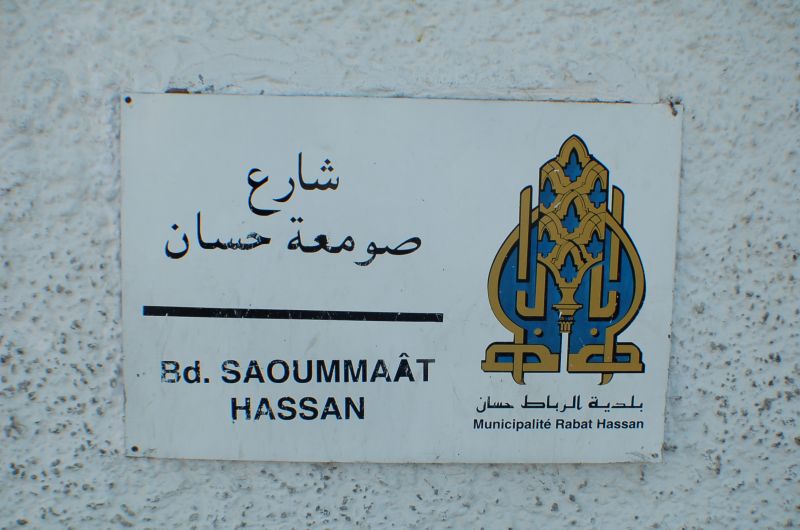 شارع
صومعة حسان
Bd. SAOUMMAÂT
HASSAN
بلدية الرباط حسان
Municipalité Rabat Hassan